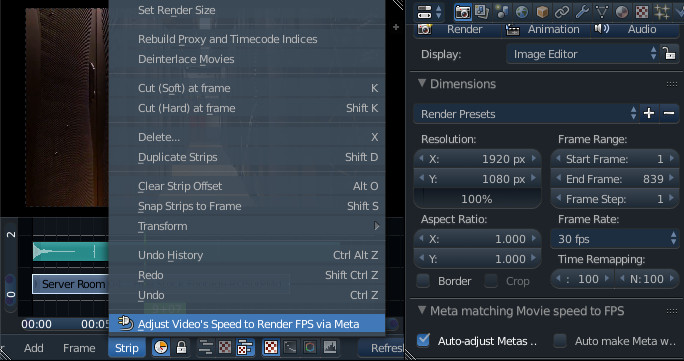 Set Render Size
Rebuild Proxy and Timecode Indices
Deinterlace Movies
Cut (Soft) at frame K
Cut (Hard) at frame Shift K
Delete... X
Duplicate Strips Shift D
Clear Strip Offset Alt O
Snap Strips to Frame Shift S
Transform
Undo History Ctrl Alt Z
Redo Shift Ctrl Z
Undo Ctrl Z
Adjust Video's Speed to Render FPS via Meta
2
0
Server Room
00:00 00:05
Add Frame Strip Refresh
Render Animation Audio
Display: Image Editor
Dimensions
Render Presets
Resolution: Frame Range:
X: 1920 px Start Frame: 1
Y: 1080 px End Frame: 839
100% Frame Step: 1
Aspect Ratio: Frame Rate:
X: 1.000 30 fps
Y: 1.000 Time Remapping:
Border Crop : 100 N: 100
Meta matching Movie speed to FPS
Auto-adjust Metas .. Auto make Meta w..